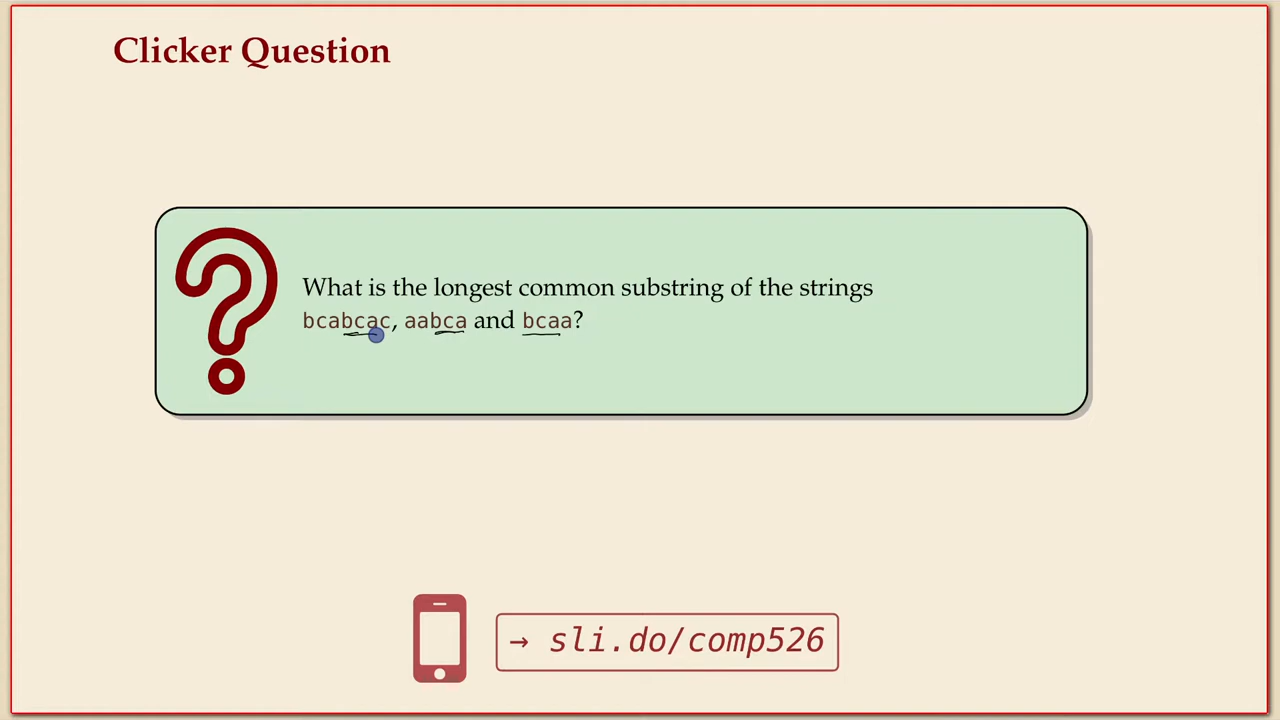 Clicker Question
What is the longest common substring of the strings
bcabcac, aabca and bcaa?
→ sli.do/comp526